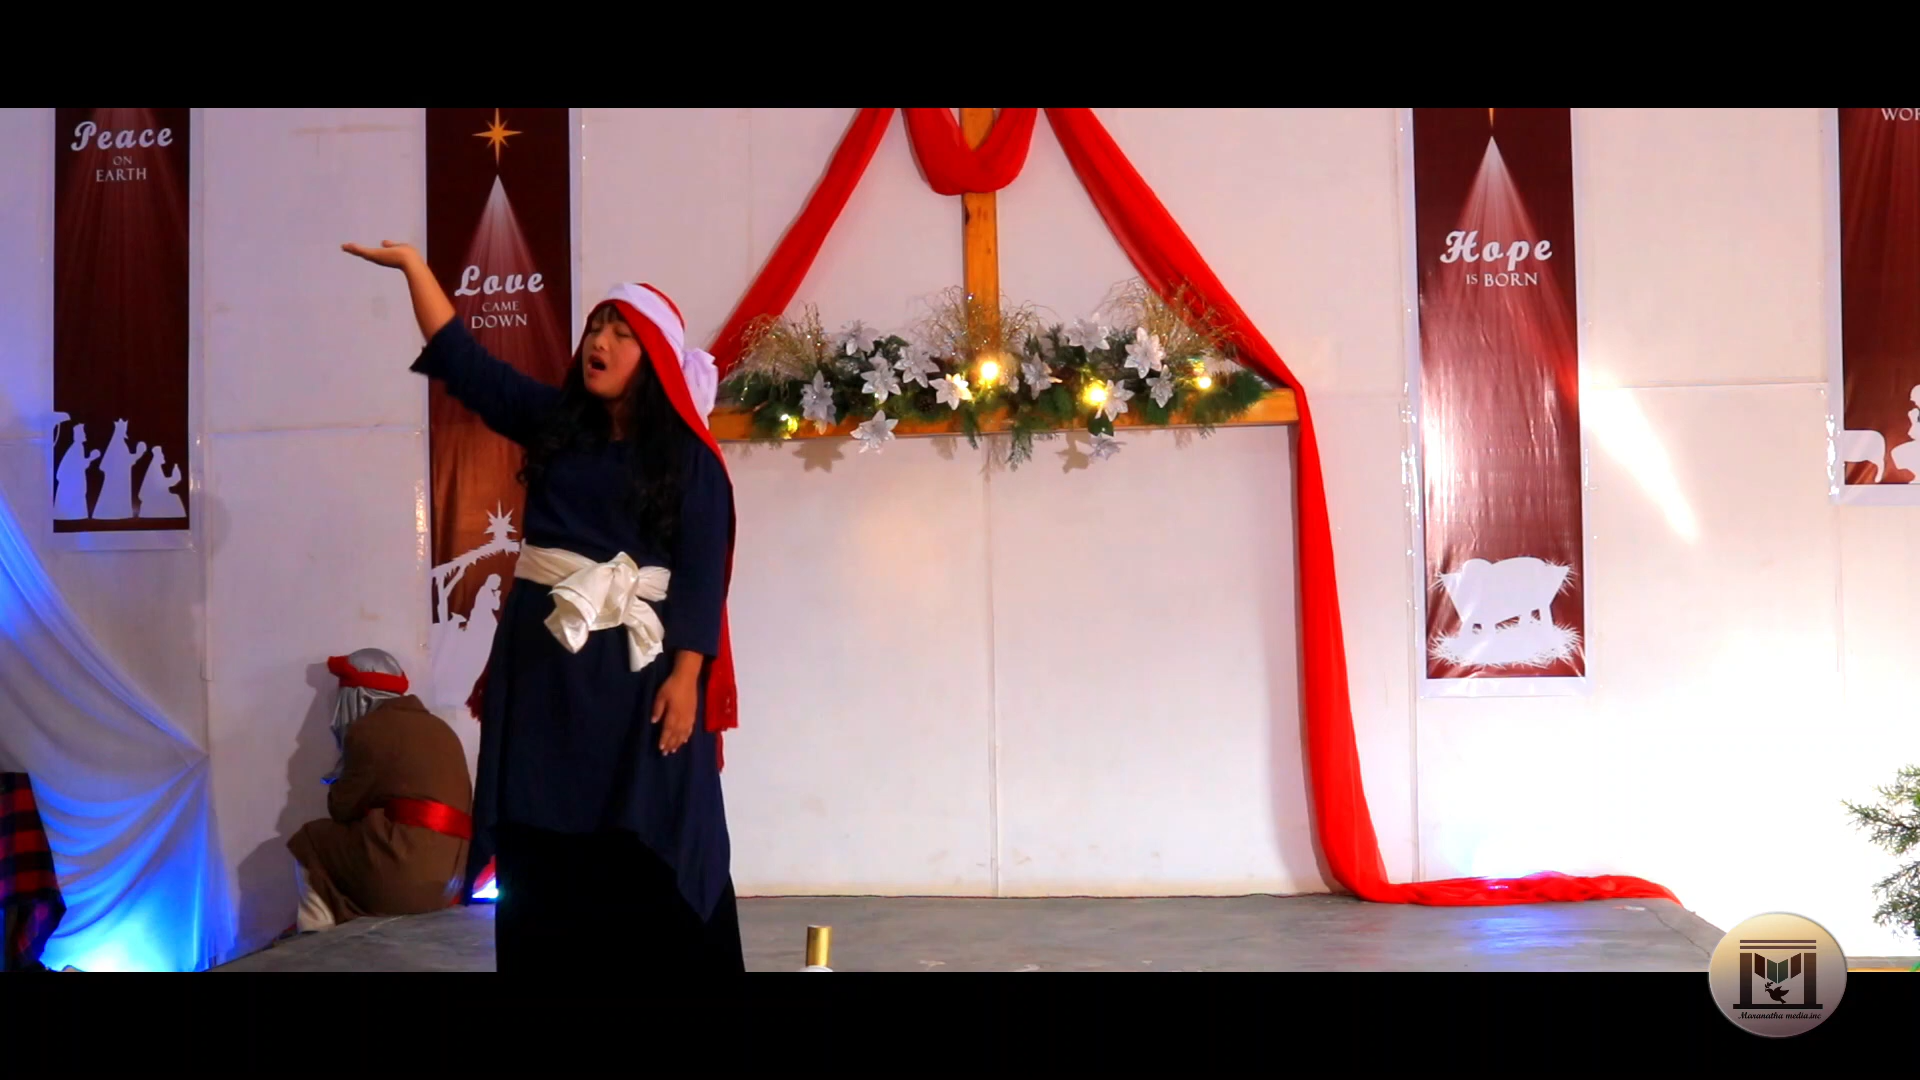 Peace
ON
EARTH
Love
CAME
DOWN
Hope
IS BORN
Maranatha media.inc